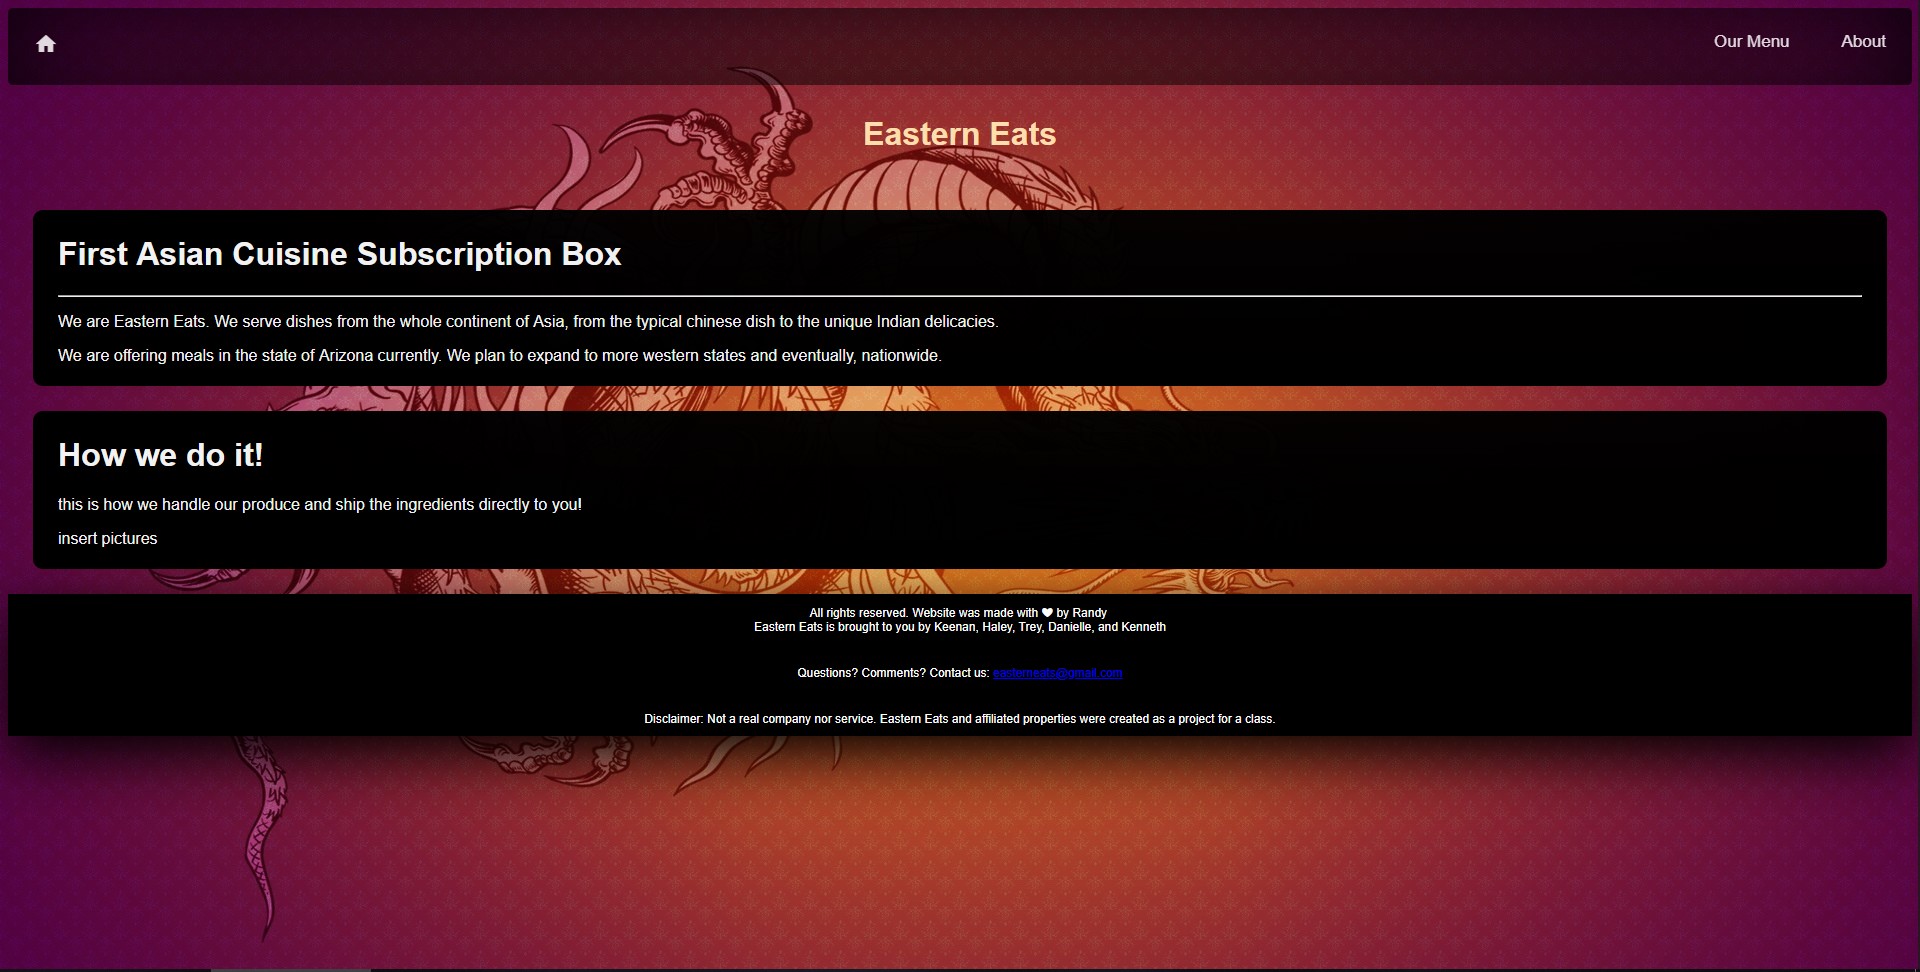 Our Menu About
Eastern Eats
First Asian Cuisine Subscription Box
We are Eastern Eats. We serve dishes from the whole continent of Asia, from the typical chinese dish to the unique Indian delicacies.
We are offering meals in the state of Arizona currently. We plan to expand to more western states and eventually, nationwide.
How we do it!
this is how we handle our produce and ship the ingredients directly to you!
insert pictures
All rights reserved. Website was made with ♥ by Randy
Eastern Eats is brought to you by Keenan, Haley, Trey, Danielle, and Kenneth
Questions? Comments? Contact us: easterneats@gmail.com
Disclaimer: Not a real company nor service. Eastern Eats and affiliated properties were created as a project for a class.